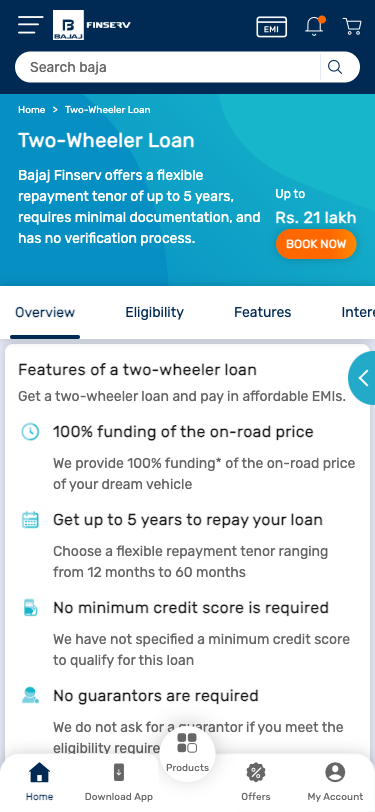 BAJAJ
FINSERV
EMI
Search baja
Home > Two-Wheeler Loan
Two-Wheeler Loan
Bajaj Finserv offers a flexible
repayment tenor of up to 5 years,
requires minimal documentation, and
has no verification process.
Up to
Rs. 21 lakh
BOOK NOW
Overview
Eligibility
Features
Intere
Features of a two-wheeler loan
Get a two-wheeler loan and pay in affordable EMIs.
100% funding of the on-road price
We provide 100% funding* of the on-road price
of your dream vehicle
Get up to 5 years to repay your loan
Choose a flexible repayment tenor ranging
from 12 months to 60 months
No minimum credit score is required
We have not specified a minimum credit score
to qualify for this loan
No guarantors are required
We do not ask for a guarantor if you meet the
eligibility require
Home
Download App
Products
Offers
My Account